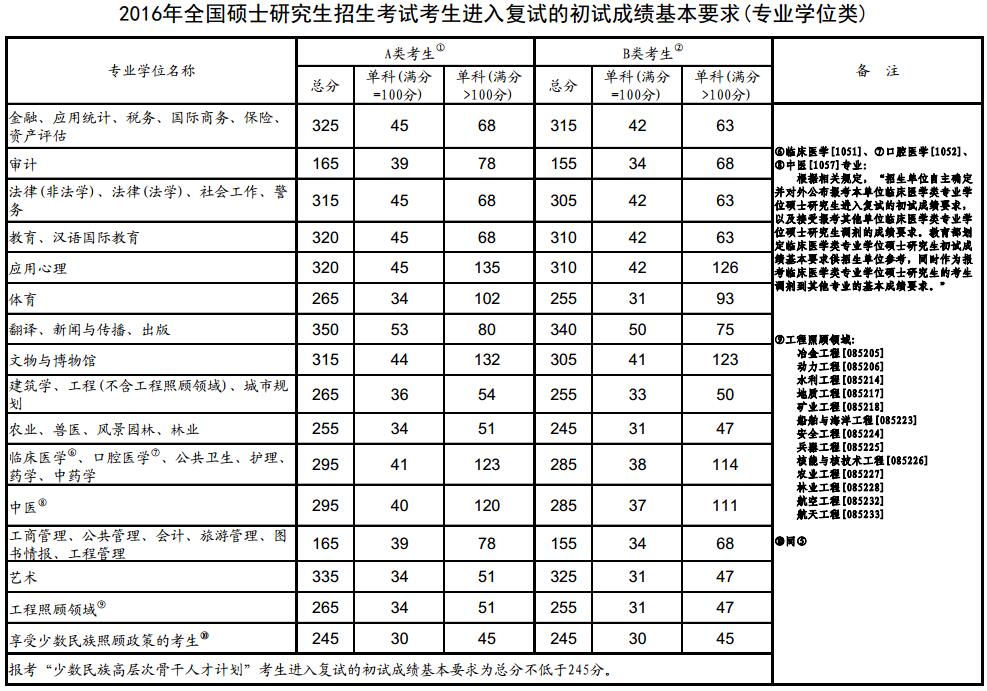 2016年全国硕士研究生招生考试考生进入复试的初试成绩基本要求(专业学位类)
专业学位名称 A类考生① B类考生② 备 注
总分 单科(满分=100分) 单科(满分>100分) 总分 单科(满分=100分) 单科(满分>100分)
金融、应用统计、税务、国际商务、保险、
资产评估 325 45 68 315 42 63
审计 165 39 78 155 34 68
法律(非法学)、法律(法学)、社会工作、警
务 315 45 68 305 42 63
教育、汉语国际教育 320 45 68 310 42 63
应用心理 320 45 135 310 42 126
体育 265 34 102 255 31 93
翻译、新闻与传播、出版 350 53 80 340 50 75
文物与博物馆 315 44 132 305 41 123
建筑学、工程(不含工程照顾领域)、城市规
划 265 36 54 255 33 50
农业、兽医、风景园林、林业 255 34 51 245 31 47
临床医学⑥、口腔医学⑦、公共卫生、护理、
药学、中药学 295 41 123 285 38 114
中医⑧ 295 40 120 285 37 111
工商管理、公共管理、会计、旅游管理、图
书情报、工程管理 165 39 78 155 34 68
艺术 335 34 51 325 31 47
工程照顾领域⑨ 265 34 51 255 31 47
享受少数民族照顾政策的考生⑩ 245 30 45 245 30 45
报考“少数民族高层次骨干人才计划”考生进入复试的初试成绩基本要求为总分不低于245分。
⑥临床医学[1051]、⑦口腔医学[1052]、
⑧中医[1057]专业:
根据相关规定，“招生单位自主确定
并对外公布报考本单位临床医学类专业学
位硕士研究生进入复试的初试成绩要求，
以及接受报考其他单位临床医学类专业学
位硕士研究生调剂的成绩要求。教育部划
定临床医学类专业学位硕士研究生初试成
绩基本要求供招生单位参考，同时作为报
考临床医学类专业学位硕士研究生的考生
调剂到其他专业的基本成绩要求。”
⑨工程照顾领域:
冶金工程[085205]
动力工程[085206]
水利工程[085214]
地质工程[085217]
矿业工程[085218]
船舶与海洋工程[085223]
安全工程[085224]
兵器工程[085225]
核能与核技术工程[085226]
农业工程[085227]
林业工程[085228]
航空工程[085232]
航天工程[085233]
⑩同⑤